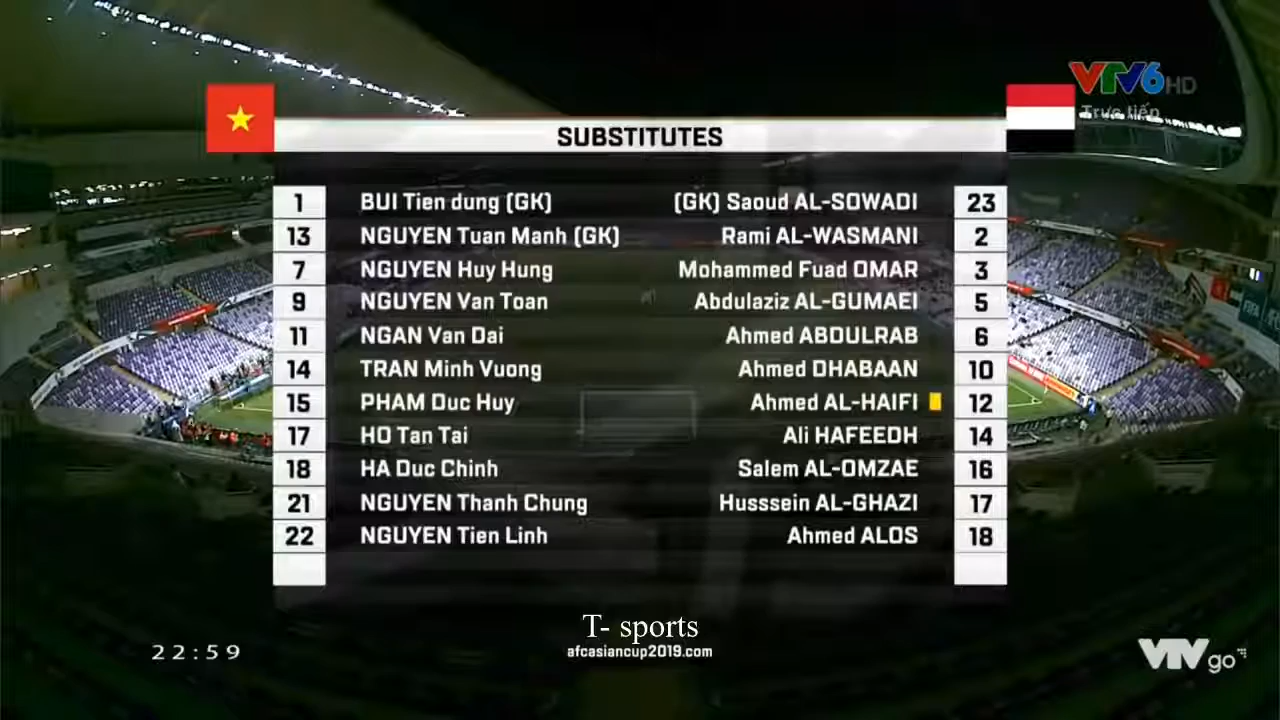 VTV6 HD
Trực tiếp
SUBSTITUTES
1 BUI Tien dung (GK) (GK) Saoud AL-SOWADI 23
13 NGUYEN Tuan Manh (GK) Rami AL-WASMANI 2
7 NGUYEN Huy Hung Mohammed Fuad OMAR 3
9 NGUYEN Van Toan Abdulaziz AL-GUMAEI 5
11 NGAN Van Dai Ahmed ABDULRAB 6
14 TRAN Minh Vuong Ahmed DHABAAN 10
15 PHAM Duc Huy Ahmed AL-HAIFI 12
17 HO Tan Tai Ali HAFEEDH 14
18 HA Duc Chinh Salem AL-OMZAE 16
21 NGUYEN Thanh Chung Husssein AL-GHAZI 17
22 NGUYEN Tien Linh Ahmed ALOS 18
T- sports
afcasiancup2019.com
22:59
VTV go